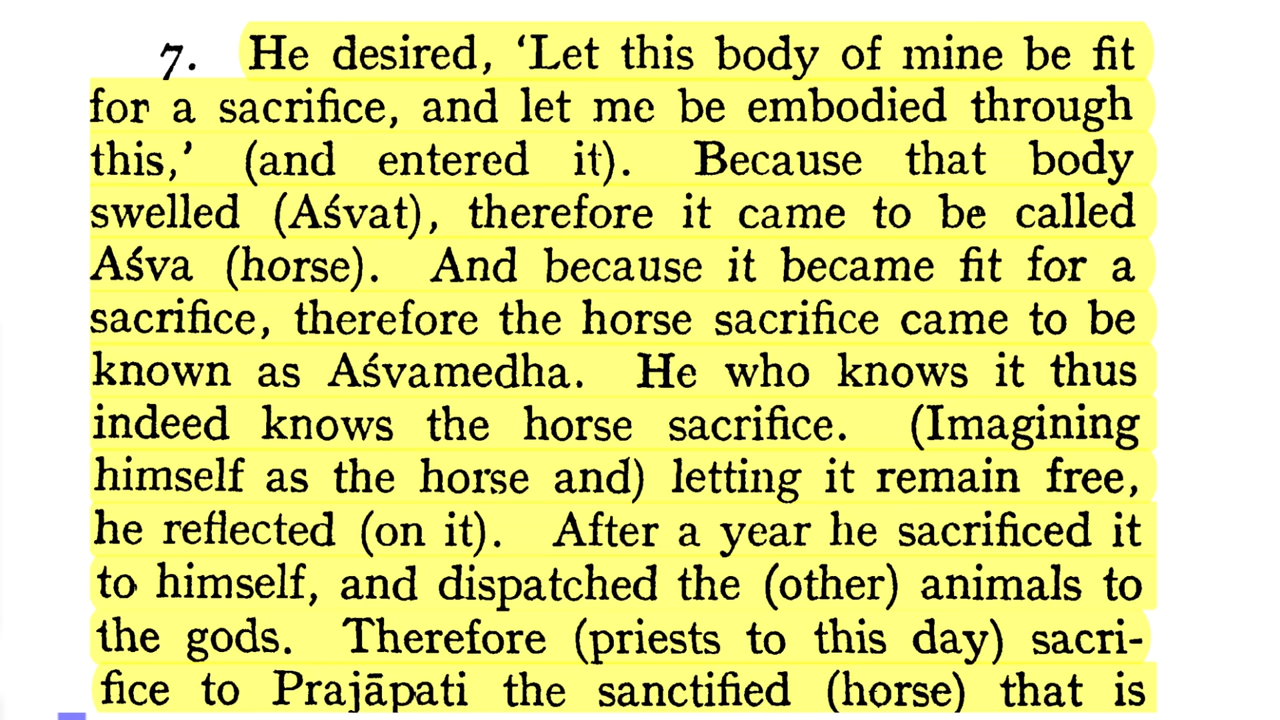 7. He desired, ‘Let this body of mine be fit
for a sacrifice, and let me be embodied through
this,’ (and entered it). Because that body
swelled (Aśvat), therefore it came to be called
Aśva (horse). And because it became fit for a
sacrifice, therefore the horse sacrifice came to be
known as Aśvamedha. He who knows it thus
indeed knows the horse sacrifice. (Imagining
himself as the horse and) letting it remain free,
he reflected (on it). After a year he sacrificed it
to himself, and dispatched the (other) animals to
the gods. Therefore (priests to this day) sacri-
fice to Prajāpati the sanctified (horse) that is